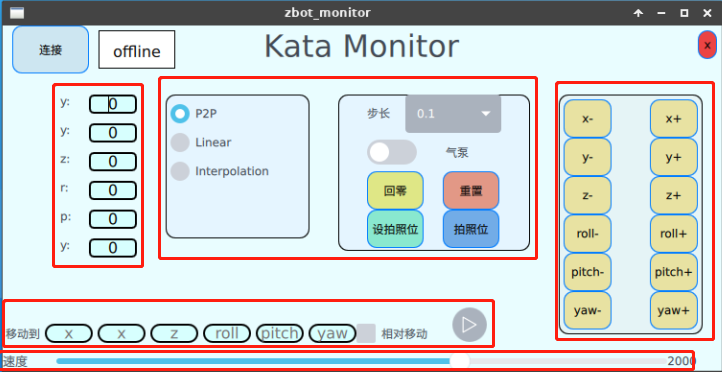 zbot_monitor
连接 offline Kata Monitor x
y: 0
y: 0
z: 0
r: 0
p: 0
y: 0
P2P
Linear
Interpolation
步长 0.1
气泵
回零 重置
设拍照位 拍照位
x- x+
y- y+
z- z+
roll- roll+
pitch- pitch+
yaw- yaw+
移动到 x x z roll pitch yaw 相对移动
速度 2000